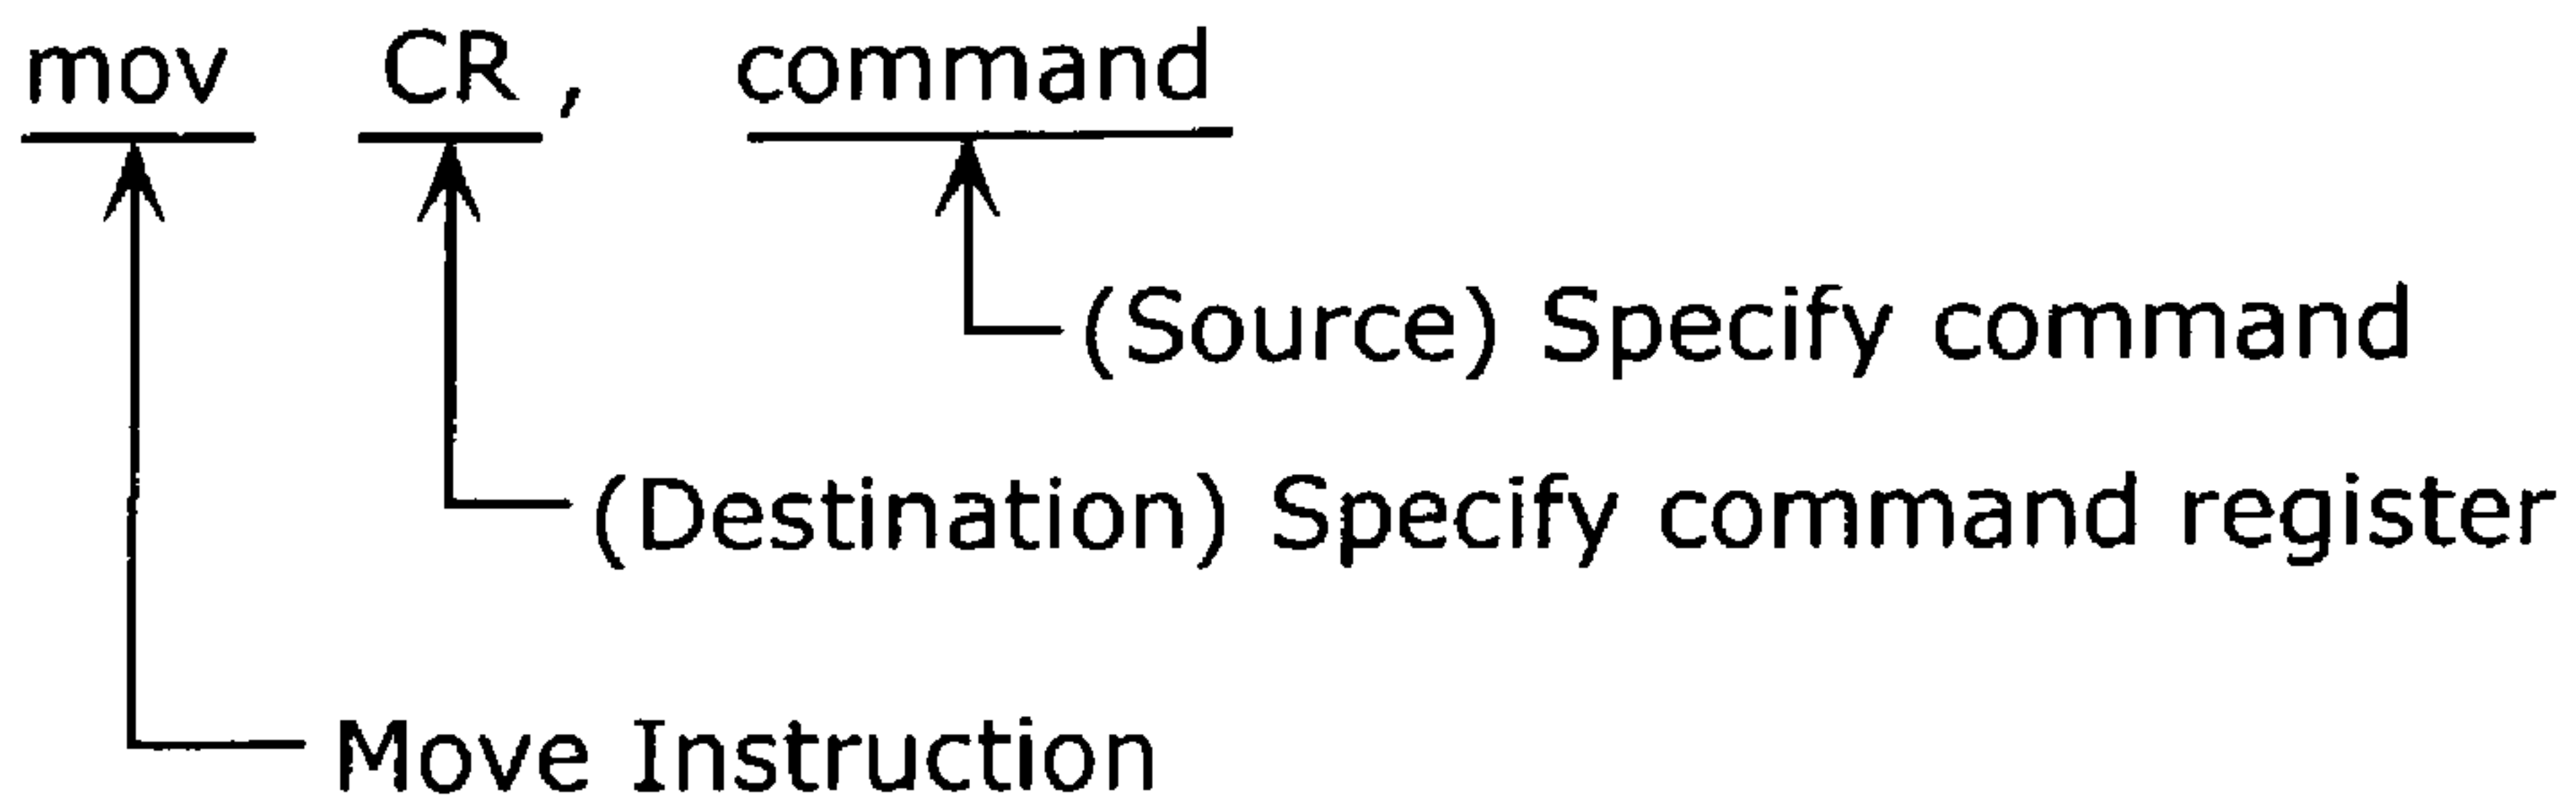 mov CR , command
(Source) Specify command
(Destination) Specify command register
Move Instruction